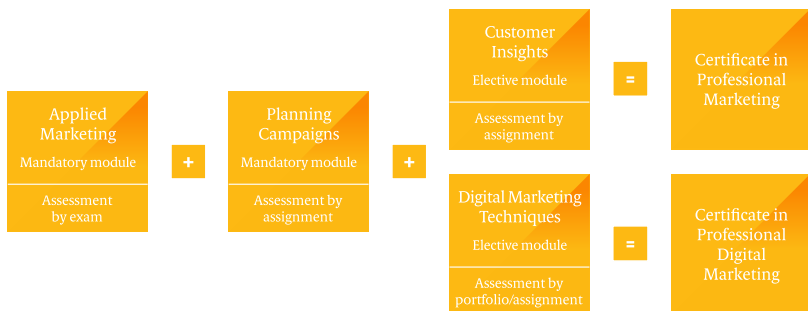 Applied
Marketing
Mandatory module
Assessment
by exam
+
Planning
Campaigns
Mandatory module
Assessment by
assignment
+
Customer
Insights
Elective module
Assessment by
assignment
=
Certificate in
Professional
Marketing
Digital Marketing
Techniques
Elective module
Assessment by
portfolio/assignment
=
Certificate in
Professional
Digital
Marketing